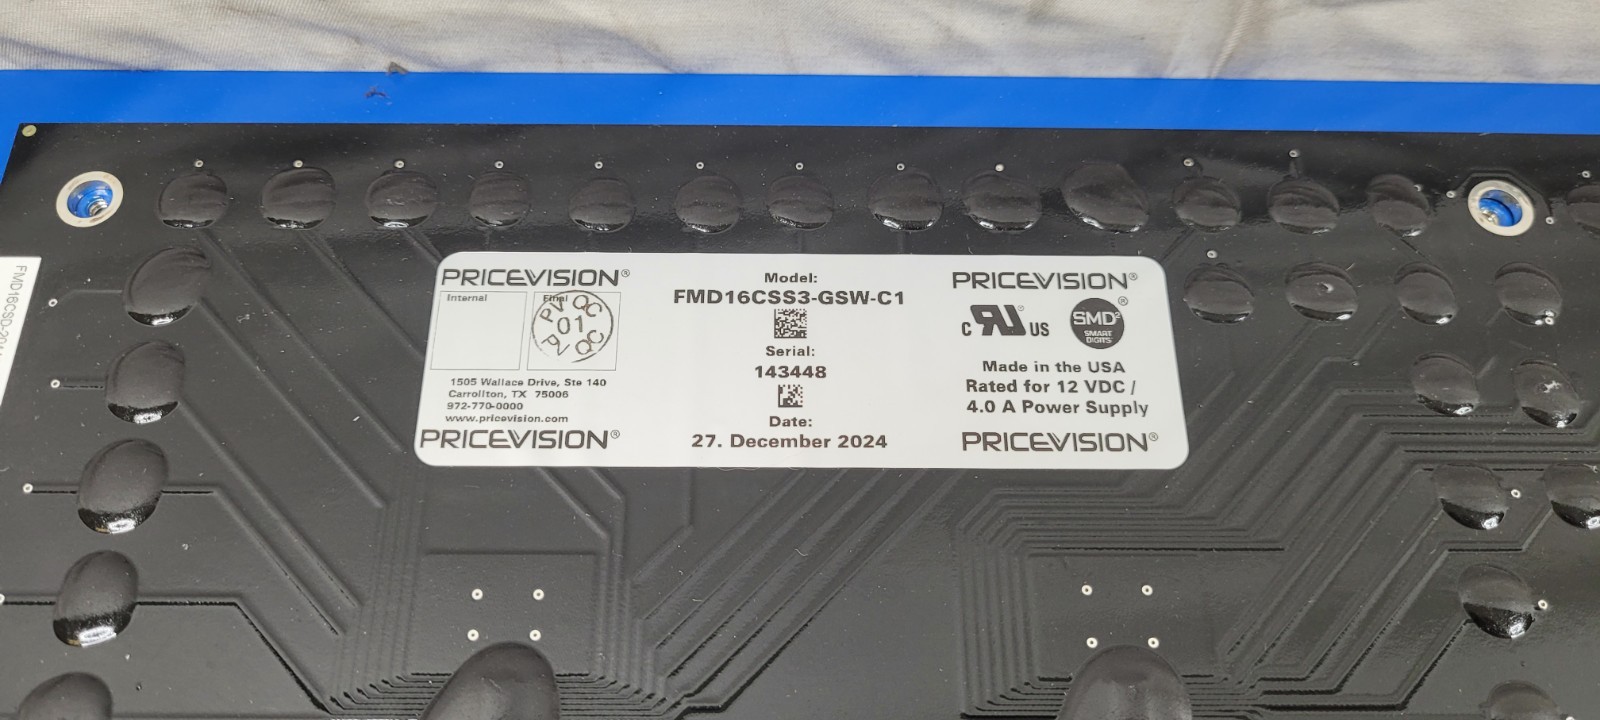 PRICEVISION®
Internal
Final
PV QC
01
PV QC
1505 Wallace Drive, Ste 140
Carrollton, TX 75006
972-770-0000
www.pricevision.com
PRICEVISION®
Model:
FMD16CSS3-GSW-C1
Serial:
143448
Date:
27. December 2024
PRICEVISION®
C RU US
SMD²®
SMART
DIGITS
Made in the USA
Rated for 12 VDC /
4.0 A Power Supply
PRICEVISION®